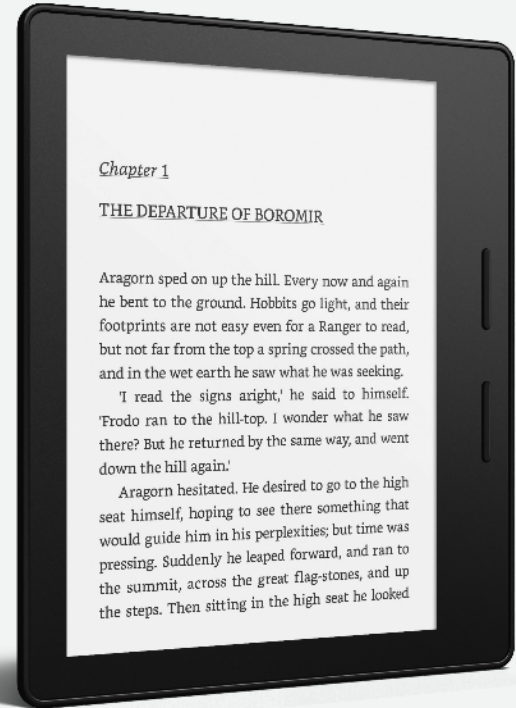 Chapter 1
THE DEPARTURE OF BOROMIR
Aragorn sped on up the hill. Every now and again
he bent to the ground. Hobbits go light, and their
footprints are not easy even for a Ranger to read,
but not far from the top a spring crossed the path,
and in the wet earth he saw what he was seeking.
'I read the signs aright,' he said to himself.
'Frodo ran to the hill-top. I wonder what he saw
there? But he returned by the same way, and went
down the hill again.'
Aragorn hesitated. He desired to go to the high
seat himself, hoping to see there something that
would guide him in his perplexities; but time was
pressing. Suddenly he leaped forward, and ran to
the summit, across the great flag-stones, and up
the steps. Then sitting in the high seat he looked